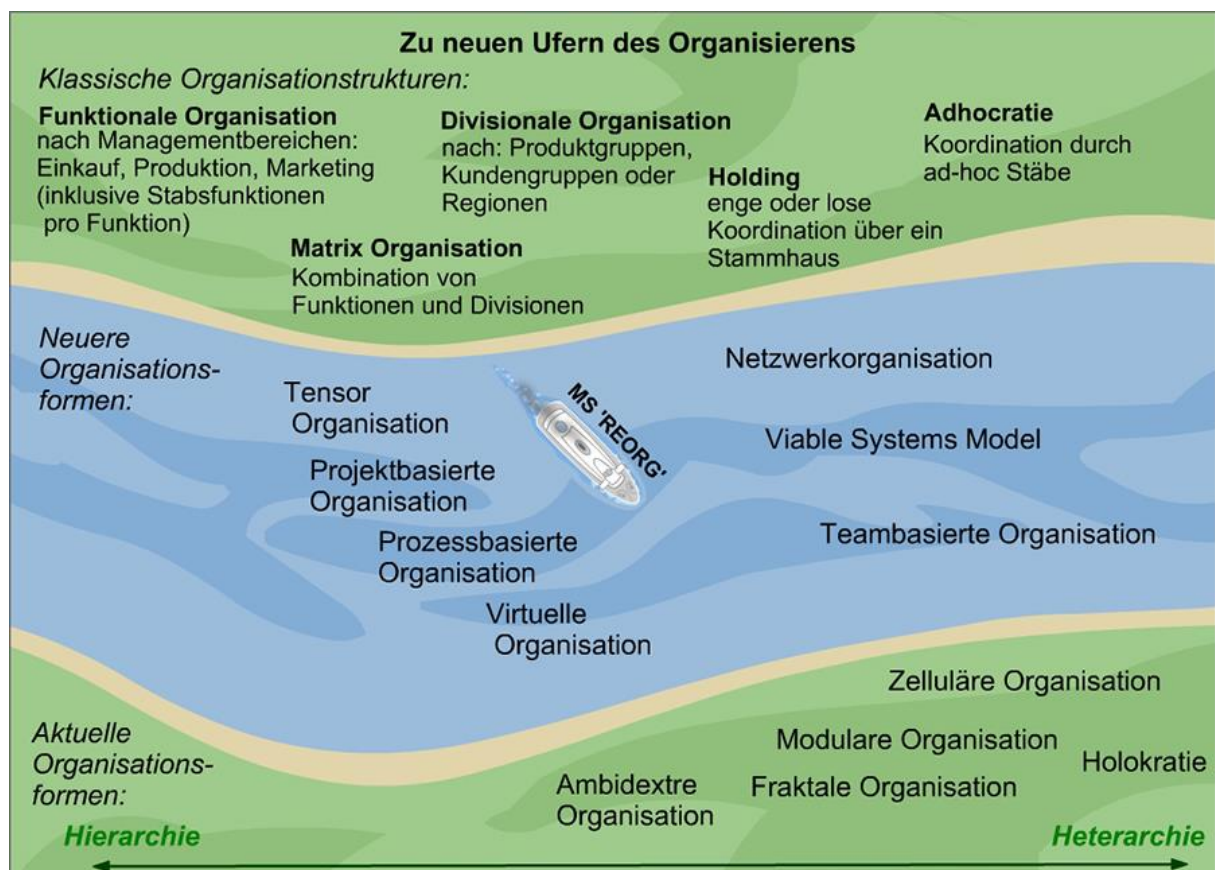 Zu neuen Ufern des Organisierens
Klassische Organisationstrukturen:
Funktionale Organisation
nach Managementbereichen:
Einkauf, Produktion, Marketing
(inklusive Stabsfunktionen
pro Funktion)
Divisionale Organisation
nach: Produktgruppen,
Kundengruppen oder
Regionen
Adhocratie
Koordination durch
ad-hoc Stäbe
Holding
enge oder lose
Koordination über ein
Stammhaus
Matrix Organisation
Kombination von
Funktionen und Divisionen
Neuere
Organisations-
formen:
Tensor
Organisation
Projektbasierte
Organisation
Prozessbasierte
Organisation
Virtuelle
Organisation
MS 'REORG'
Netzwerkorganisation
Viable Systems Model
Teambasierte Organisation
Aktuelle
Organisations-
formen:
Zelluläre Organisation
Modulare Organisation
Holokratie
Ambidextre
Organisation
Fraktale Organisation
Hierarchie
Heterarchie